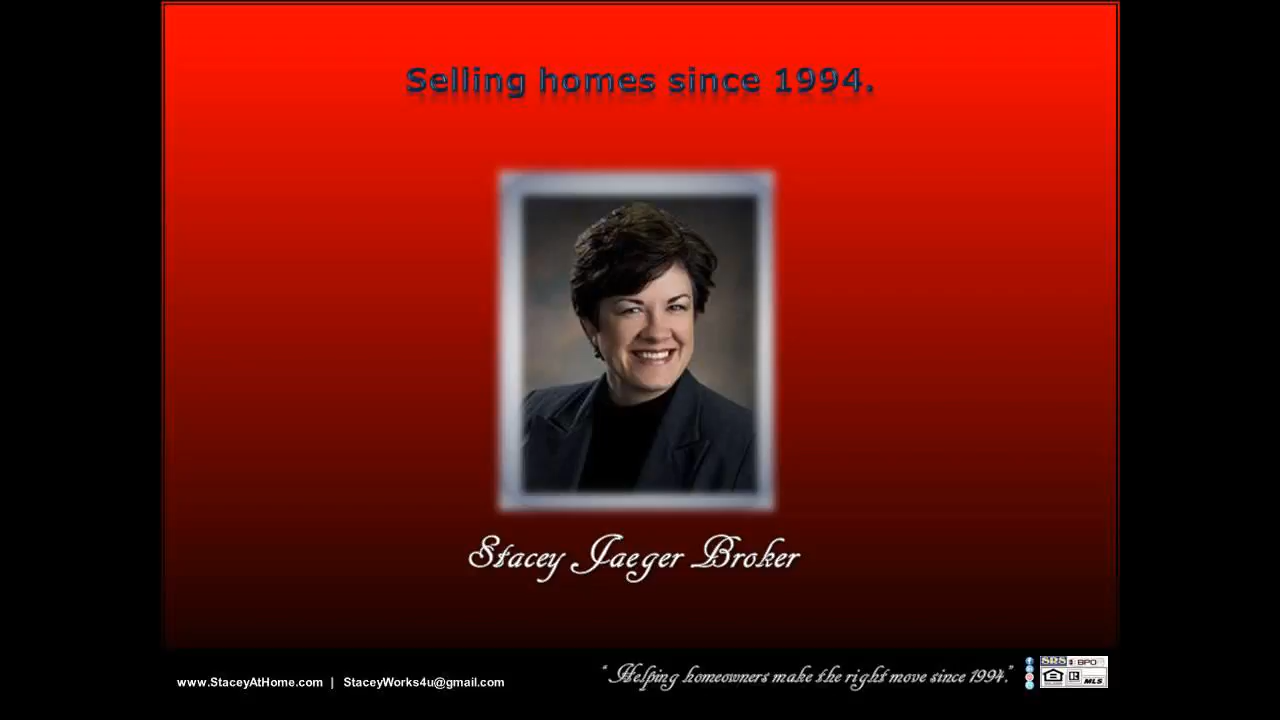 Selling homes since 1994.
Stacey Jaeger Broker
www.StaceyAtHome.com | StaceyWorks4u@gmail.com
“Helping homeowners make the right move since 1994.”
SRS BPO
R MLS